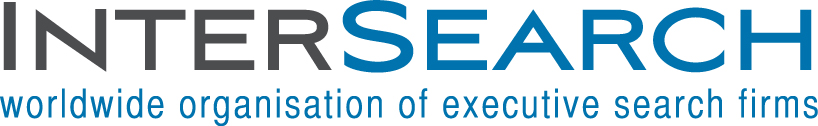 INTERSEARCH
worldwide organisation of executive search firms